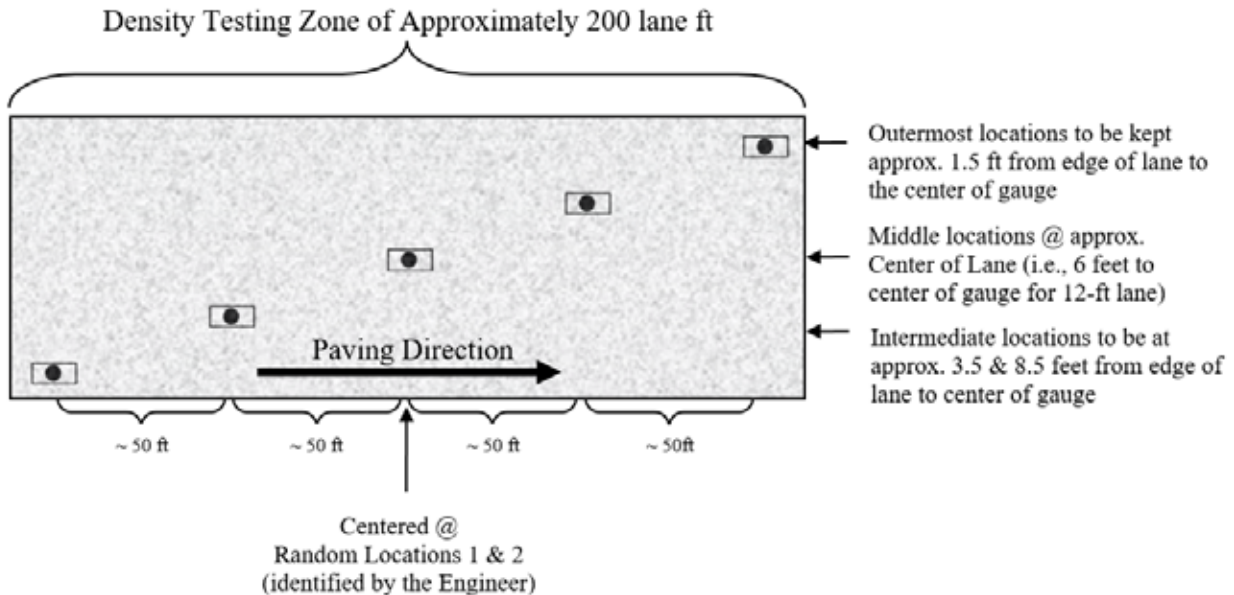 Density Testing Zone of Approximately 200 lane ft
Outermost locations to be kept
approx. 1.5 ft from edge of lane to
the center of gauge
Middle locations @ approx.
Center of Lane (i.e., 6 feet to
center of gauge for 12-ft lane)
Intermediate locations to be at
approx. 3.5 & 8.5 feet from edge of
lane to center of gauge
Paving Direction
~ 50 ft
~ 50 ft
~ 50 ft
~ 50ft
Centered @
Random Locations 1 & 2
(identified by the Engineer)